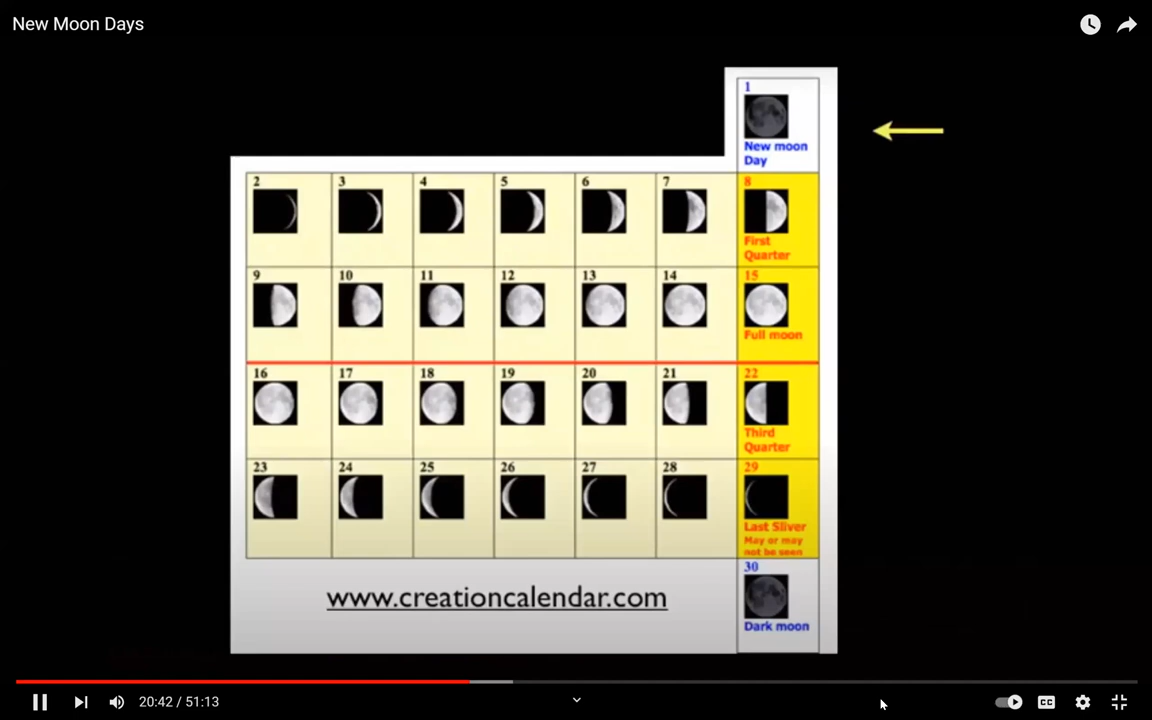 New Moon Days
1
New moon
Day
2 3 4 5 6 7 8
First
Quarter
9 10 11 12 13 14 15
Full moon
16 17 18 19 20 21 22
Third
Quarter
23 24 25 26 27 28 29
Last Sliver
May or may
not be seen
30
Dark moon
www.creationcalendar.com
20:42 / 51:13
CC